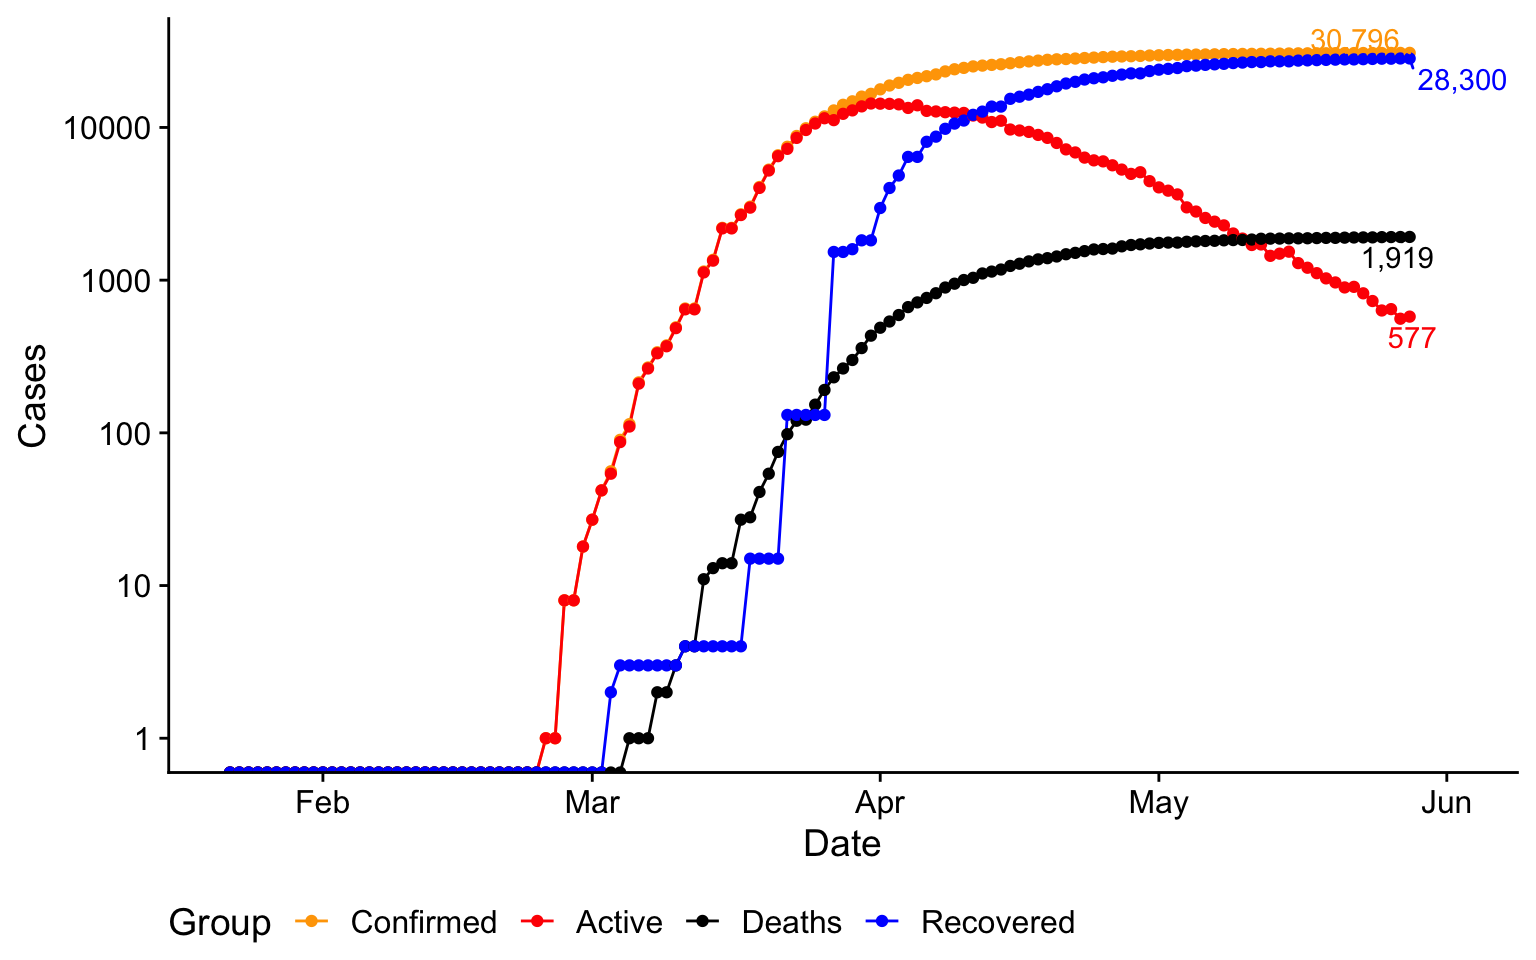 30,796
28,300
10000
1,919
1000
577
Cases
100
10
1
Feb Mar Apr May Jun
Date
Group Confirmed Active Deaths Recovered